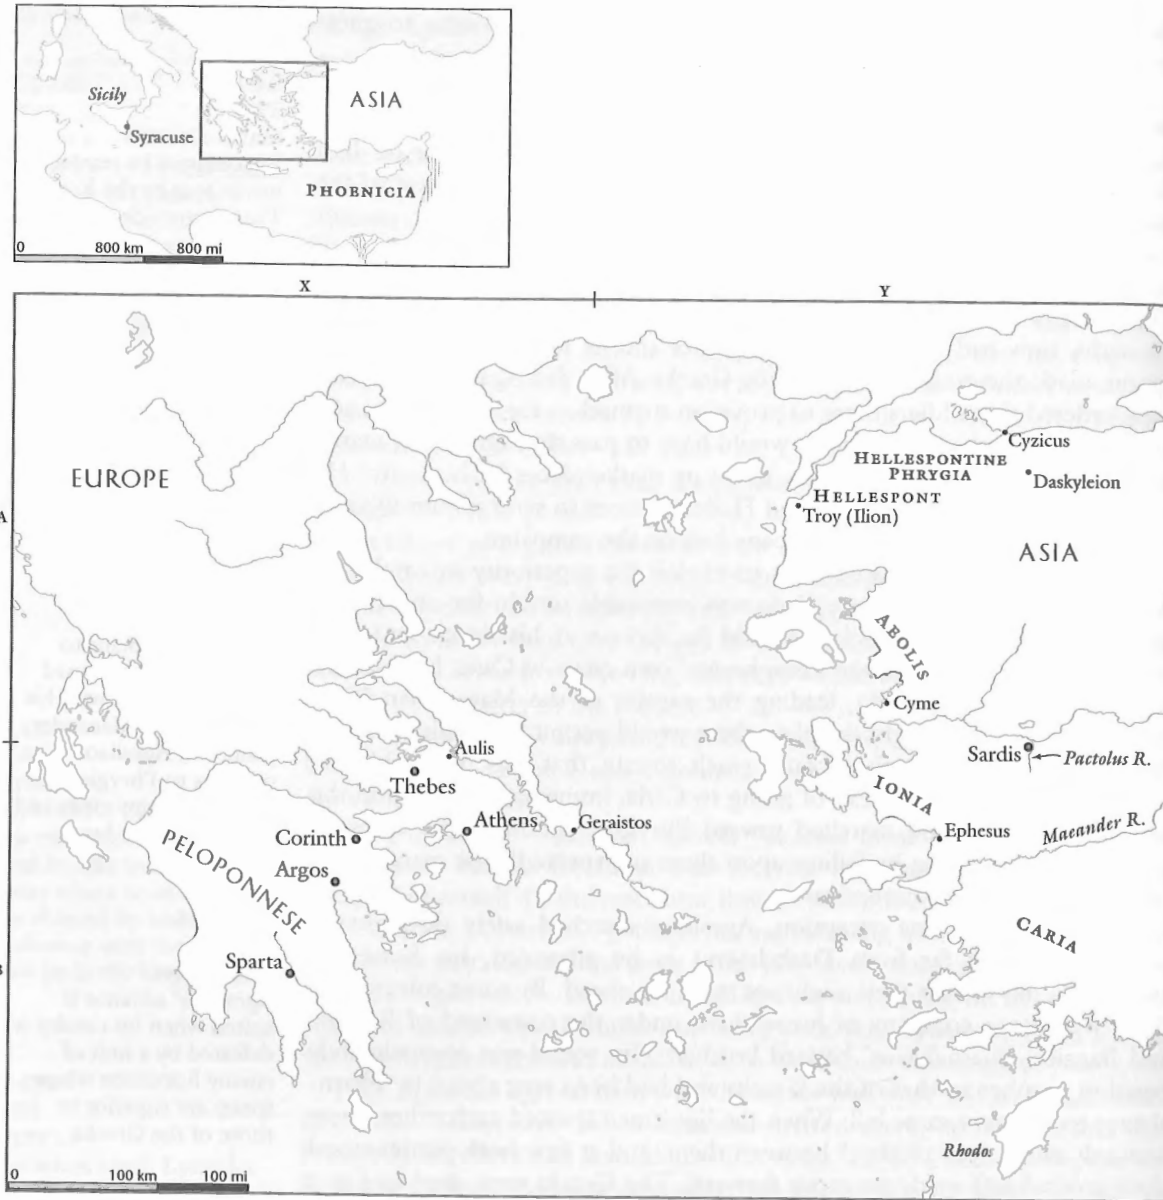 Sicily
ASIA
Syracuse
PHOENICIA
0 800 km 800 mi
X Y
Cyzicus
HELLESPONTINE
PHRYGIA
Daskyleion
EUROPE
HELLESPONT
Troy (Ilion)
A
ASIA
AEOLIS
Cyme
Aulis
Sardis
Pactolus R.
Thebes
IONIA
Athens
Geraistos
Corinth
Ephesus
Maeander R.
PELOPONNESE
Argos
CARIA
Sparta
B
Rhodos
0 100 km 100 mi